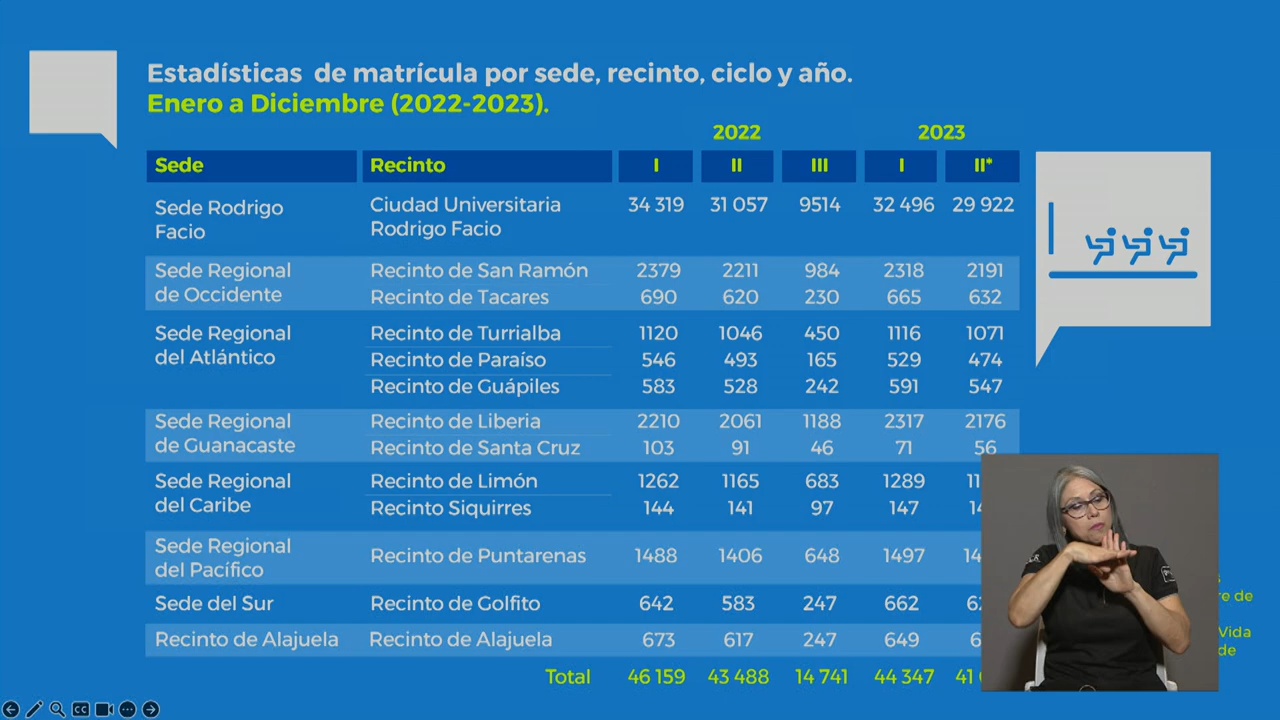 Estadísticas de matrícula por sede, recinto, ciclo y año.
Enero a Diciembre (2022-2023).
2022 2023
Sede Recinto I II III I II*
Sede Rodrigo Facio Ciudad Universitaria Rodrigo Facio 34 319 31 057 9514 32 496 29 922
Sede Regional de Occidente Recinto de San Ramón 2379 2211 984 2318 2191
Recinto de Tacares 690 620 230 665 632
Sede Regional del Atlántico Recinto de Turrialba 1120 1046 450 1116 1071
Recinto de Paraíso 546 493 165 529 474
Recinto de Guápiles 583 528 242 591 547
Sede Regional de Guanacaste Recinto de Liberia 2210 2061 1188 2317 2176
Recinto de Santa Cruz 103 91 46 71 56
Sede Regional del Caribe Recinto de Limón 1262 1165 683 1289
Recinto Siquirres 144 141 97 147
Sede Regional del Pacífico Recinto de Puntarenas 1488 1406 648 1497
Sede del Sur Recinto de Golfito 642 583 247 662
Recinto de Alajuela Recinto de Alajuela 673 617 247 649
Total 46 159 43 488 14 741 44 347 41
de
Vida
de
CC